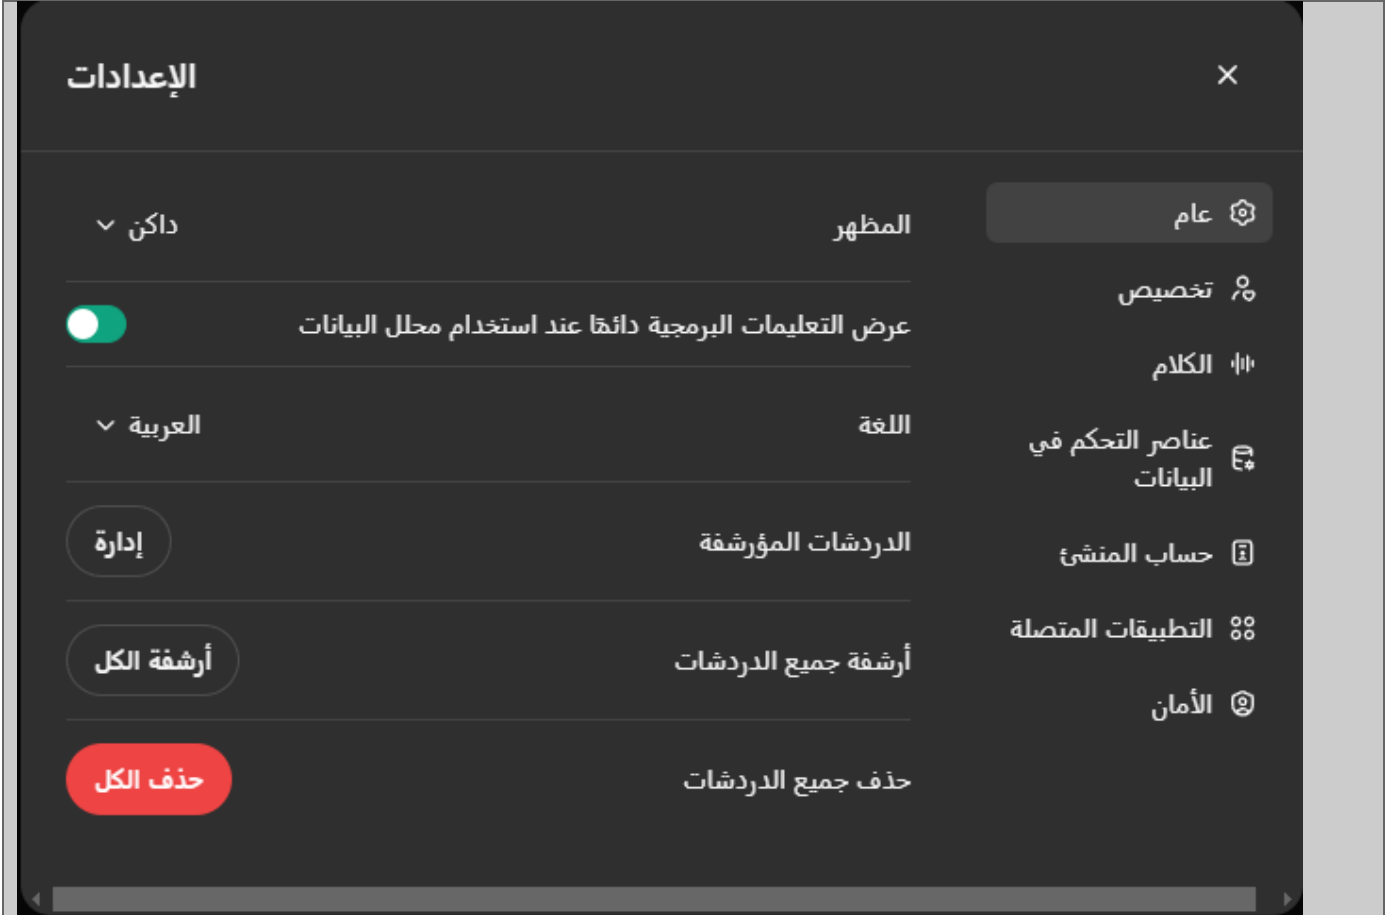 الإعدادات
عام
تخصيص
الكلام
عناصر التحكم في
البيانات
حساب المنشئ
التطبيقات المتصلة
الأمان
المظهر
داكن
عرض التعليمات البرمجية دائمًا عند استخدام محلل البيانات
اللغة
العربية
الدردشات المؤرشفة
إدارة
أرشفة جميع الدردشات
أرشفة الكل
حذف جميع الدردشات
حذف الكل